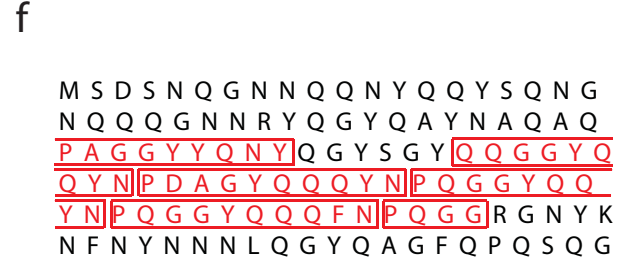 f
M S D S N Q G N N Q Q N Y Q Q Y S Q N G
N Q Q Q G N N R Y Q G Y Q A Y N A Q A Q
P A G G Y Y Q N Y Q G Y S G Y Q Q G G Y Q
Q Y N P D A G Y Q Q Q Y N P Q G G Y Q Q
Y N P Q G G Y Q Q Q F N P Q G G R G N Y K
N F N Y N N N L Q G Y Q A G F Q P Q S Q G